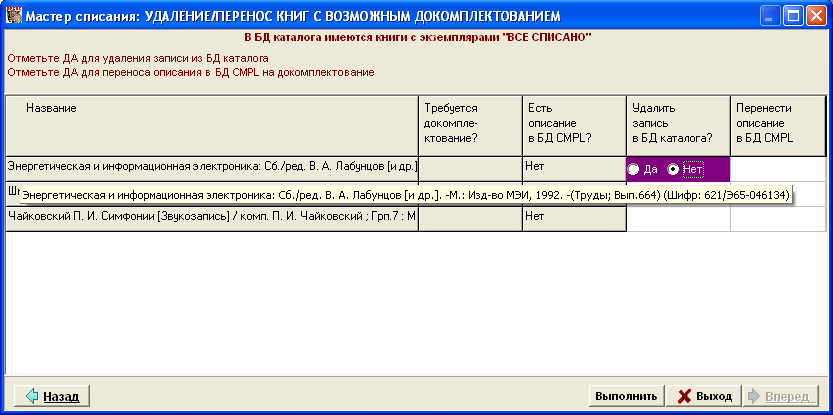 Мастер списания: УДАЛЕНИЕ/ПЕРЕНОС КНИГ С ВОЗМОЖНЫМ ДОКОМПЛЕКТОВАНИЕМ
В БД каталога имеются книги с экземплярами "ВСЕ СПИСАНО"
Отметьте ДА для удаления записи из БД каталога
Отметьте ДА для переноса описания в БД CMPL на докомплектование
Название
Требуется
докомпле-
ктование?
Есть
описание
в БД CMPL?
Удалить
запись
в БД каталога?
Перенести
описание
в БД CMPL
Энергетическая и информационная электроника: Сб./ред. В. А. Лабунцов [и др.]
Нет
Да
Нет
Энергетическая и информационная электроника: Сб./ред. В. А. Лабунцов [и др.]. -М.: Изд-во МЭИ, 1992. -(Труды; Вып.664) (Шифр: 621/Э65-046134)
Чайковский П. И. Симфонии [Звукозапись] / комп. П. И. Чайковский ; Грп.7 : М
Нет
Назад
Выполнить
Выход
Вперед